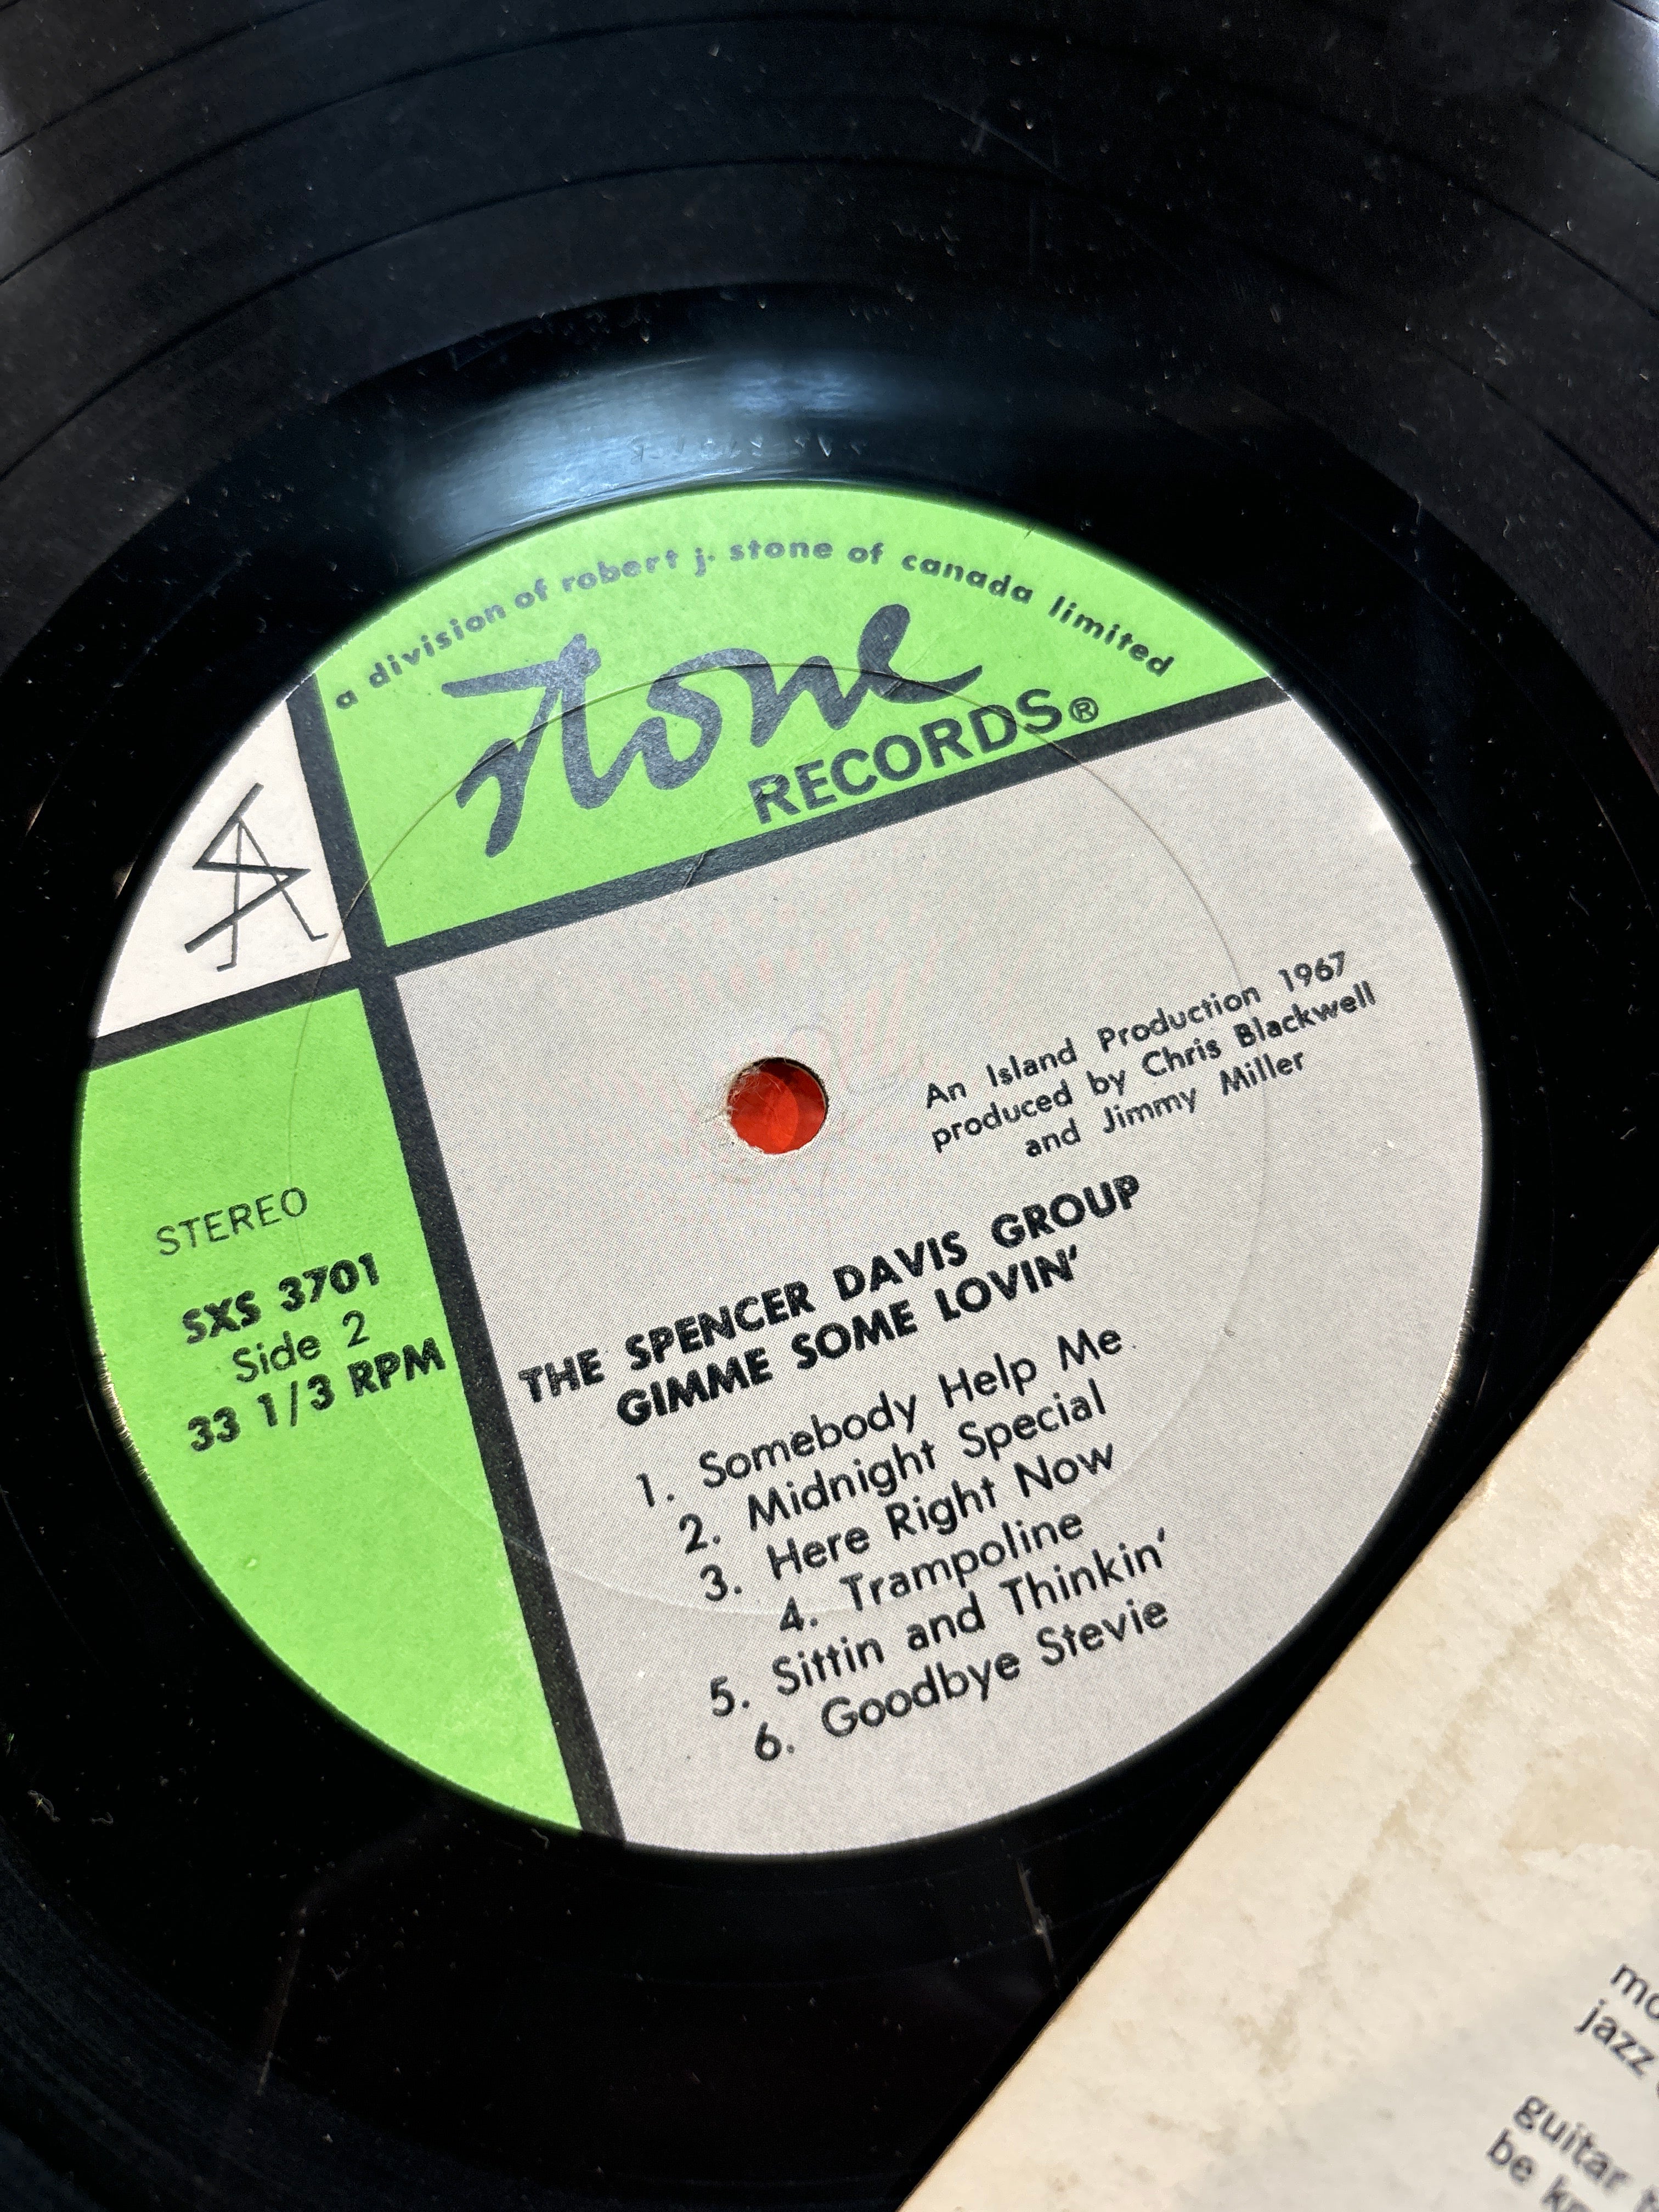 a division of robert j. stone of canada limited
stone
RECORDS®
An Island Production 1967
produced by Chris Blackwell
and Jimmy Miller
STEREO
SXS 3701
Side 2
33 1/3 RPM
THE SPENCER DAVIS GROUP
GIMME SOME LOVIN'
1. Somebody Help Me
2. Midnight Special
3. Here Right Now
4. Trampoline
5. Sittin and Thinkin'
6. Goodbye Stevie
jazz
guitar
be